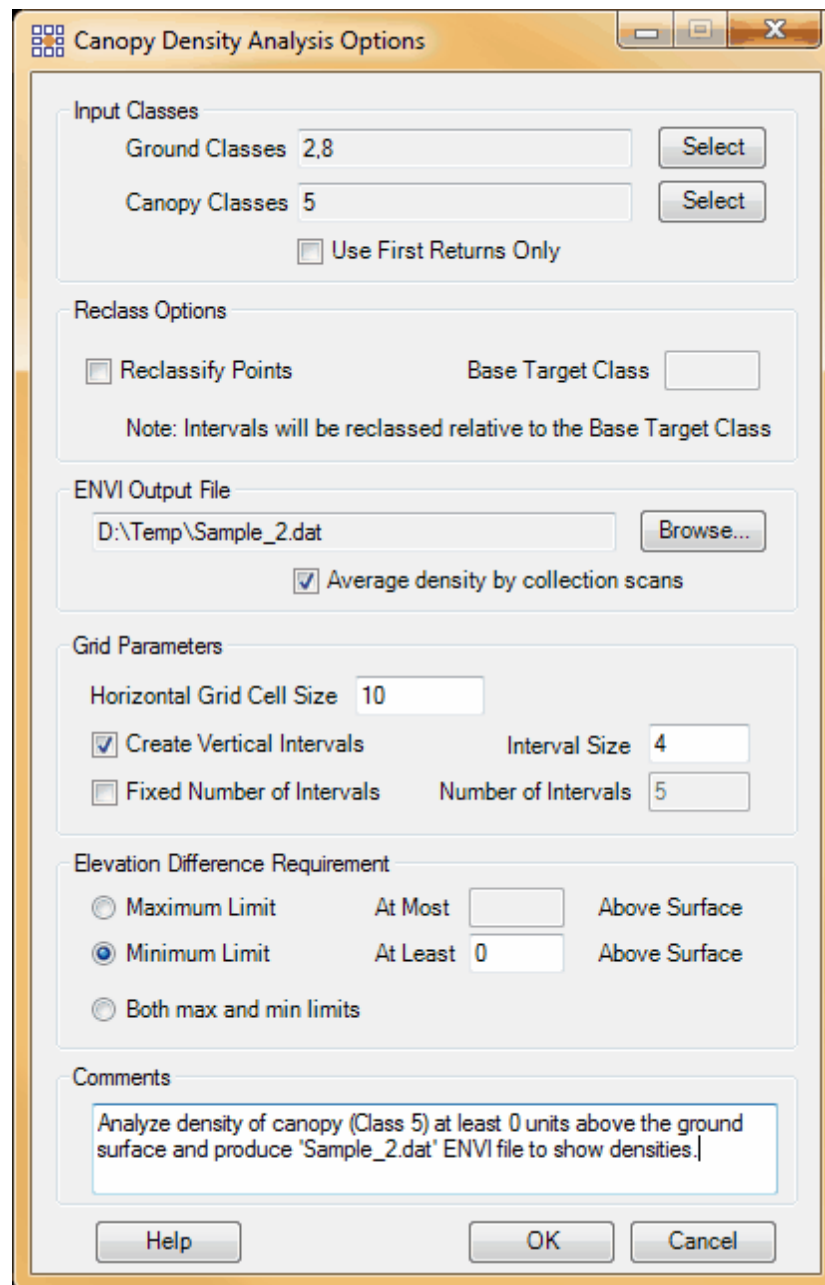 Canopy Density Analysis Options
Input Classes
Ground Classes 2,8 Select
Canopy Classes 5 Select
Use First Returns Only
Reclass Options
Reclassify Points Base Target Class
Note: Intervals will be reclassed relative to the Base Target Class
ENVI Output File
D:\Temp\Sample_2.dat Browse...
Average density by collection scans
Grid Parameters
Horizontal Grid Cell Size 10
Create Vertical Intervals Interval Size 4
Fixed Number of Intervals Number of Intervals 5
Elevation Difference Requirement
Maximum Limit At Most Above Surface
Minimum Limit At Least 0 Above Surface
Both max and min limits
Comments
Analyze density of canopy (Class 5) at least 0 units above the ground
surface and produce "Sample_2.dat" ENVI file to show densities.
Help OK Cancel